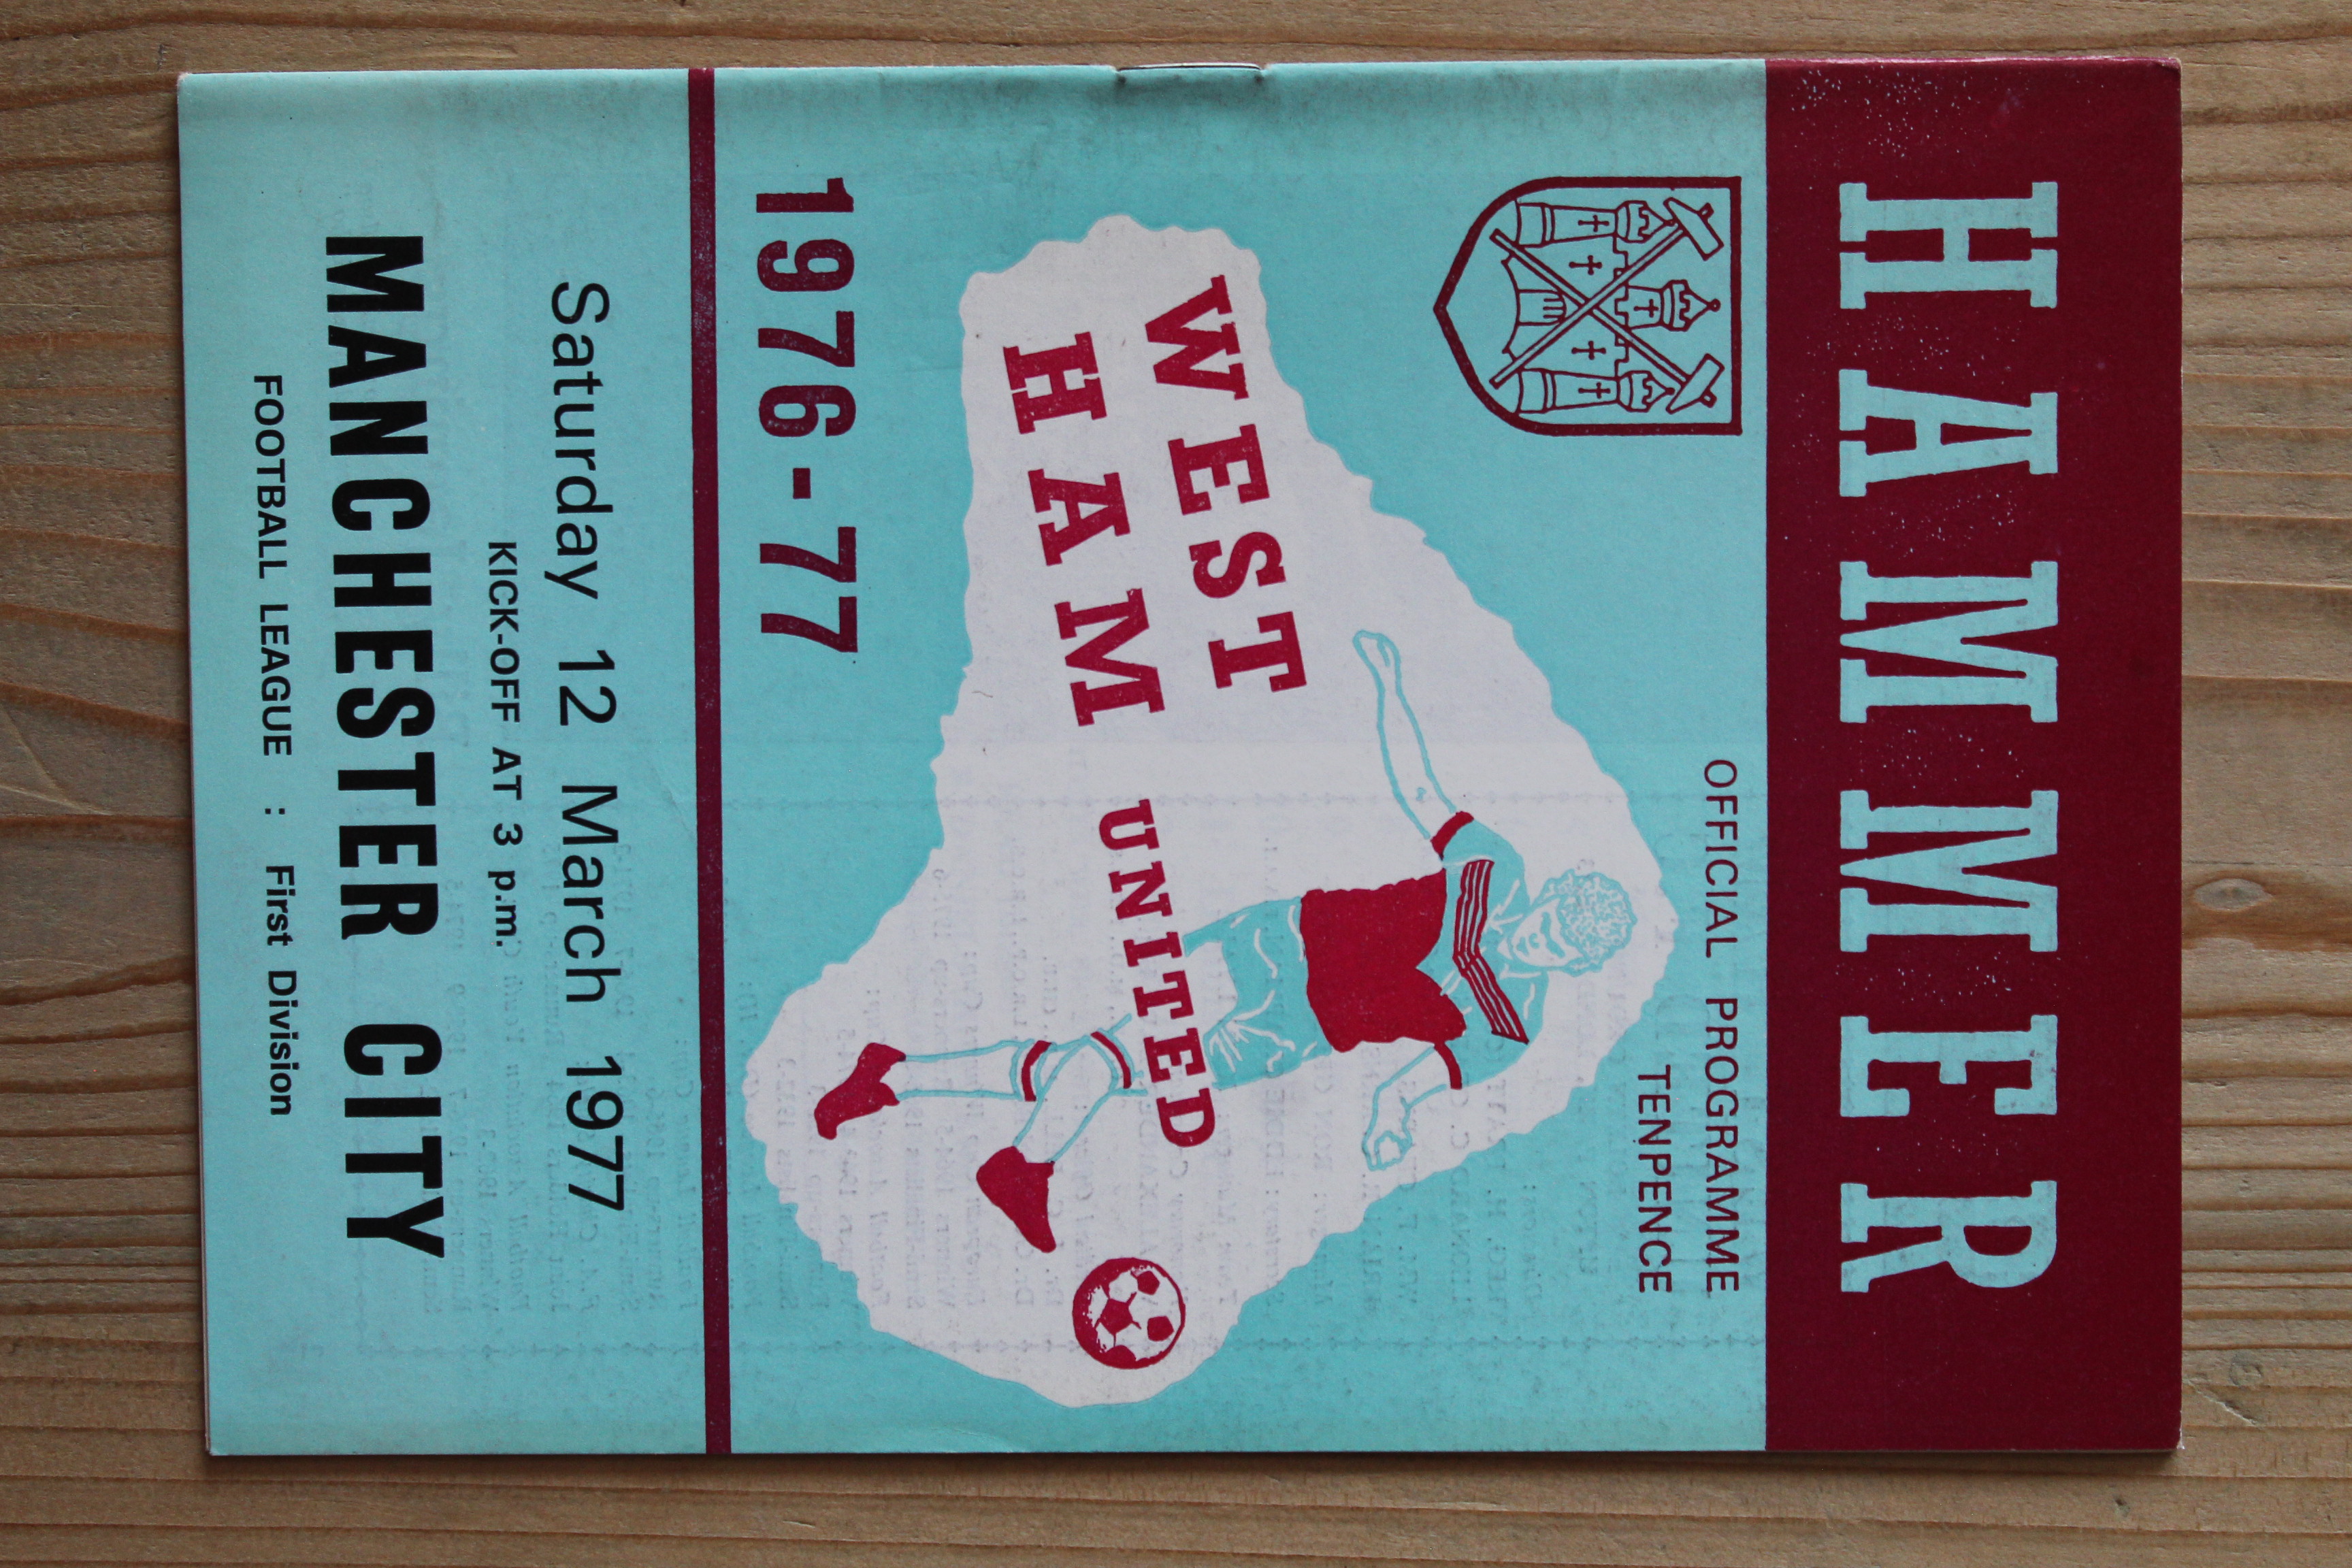 HAMMER
OFFICIAL PROGRAMME
TENPENCE
WEST
HAM
UNITED
1976-77
Saturday 12 March 1977
KICK-OFF AT 3 p.m.
MANCHESTER CITY
FOOTBALL LEAGUE : First Division